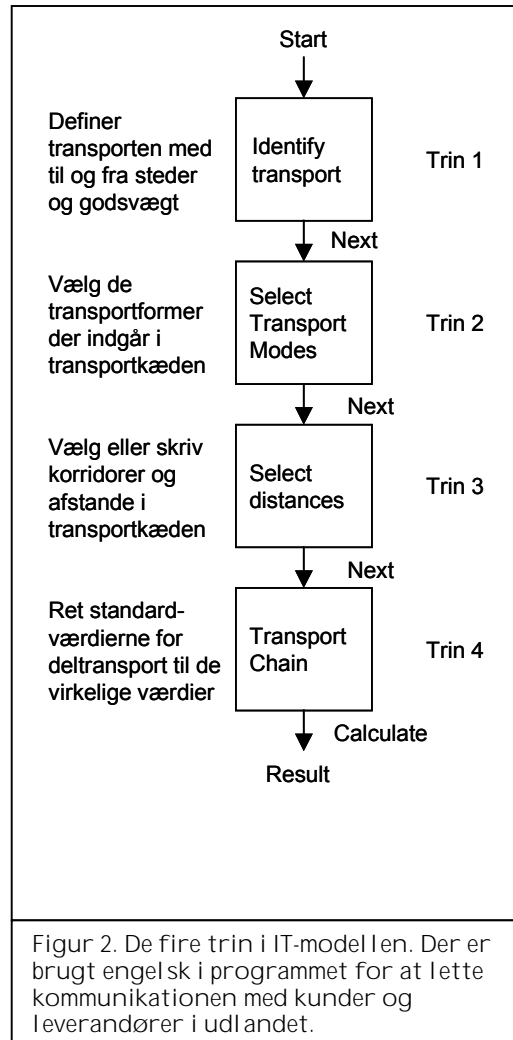 Start
Definer
transporten med
til og fra steder
og godsvægt
Identify
transport
Trin 1
Next
Vælg de
transportformer
der indgår i
transportkæden
Select
Transport
Modes
Trin 2
Next
Vælg eller skriv
korridorer og
afstande i
transportkæden
Select
distances
Trin 3
Next
Ret standard-
værdierne for
deltransport til de
virkelige værdier
Transport
Chain
Trin 4
Calculate
Result
Figur 2. De fire trin i IT-modellen. Der er
brugt engelsk i programmet for at lette
kommunikationen med kunder og
leverandører i udlandet.